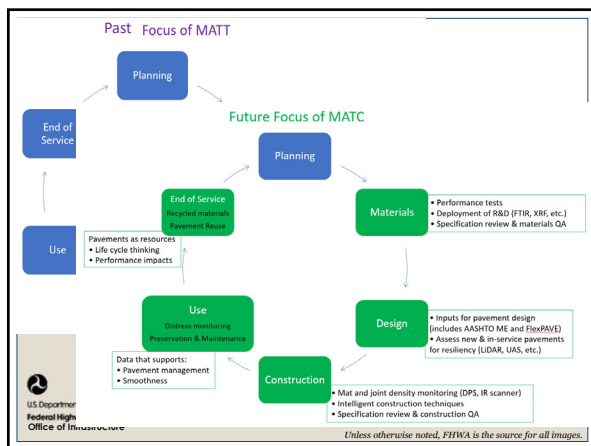 Past Focus of MATT
Planning
End of
Service
Use
Future Focus of MATC
Planning
Materials
• Performance tests
• Deployment of R&D (FTIR, XRF, etc.)
• Specification review & materials QA
Design
• Inputs for pavement design
(includes AASHTO ME and FlexPAVE)
• Assess new & in-service pavements
for resiliency (LiDAR, UAS, etc.)
Construction
• Mat and joint density monitoring (DPS, IR scanner)
• Intelligent construction techniques
• Specification review & construction QA
Use
Distress monitoring
Preservation & Maintenance
Data that supports:
• Pavement management
• Smoothness
End of Service
Recycled materials
Pavement Reuse
Pavements as resources
• Life cycle thinking
• Performance impacts
U.S. Department
Federal High
Office of Infrastructure
Unless otherwise noted, FHWA is the source for all images.